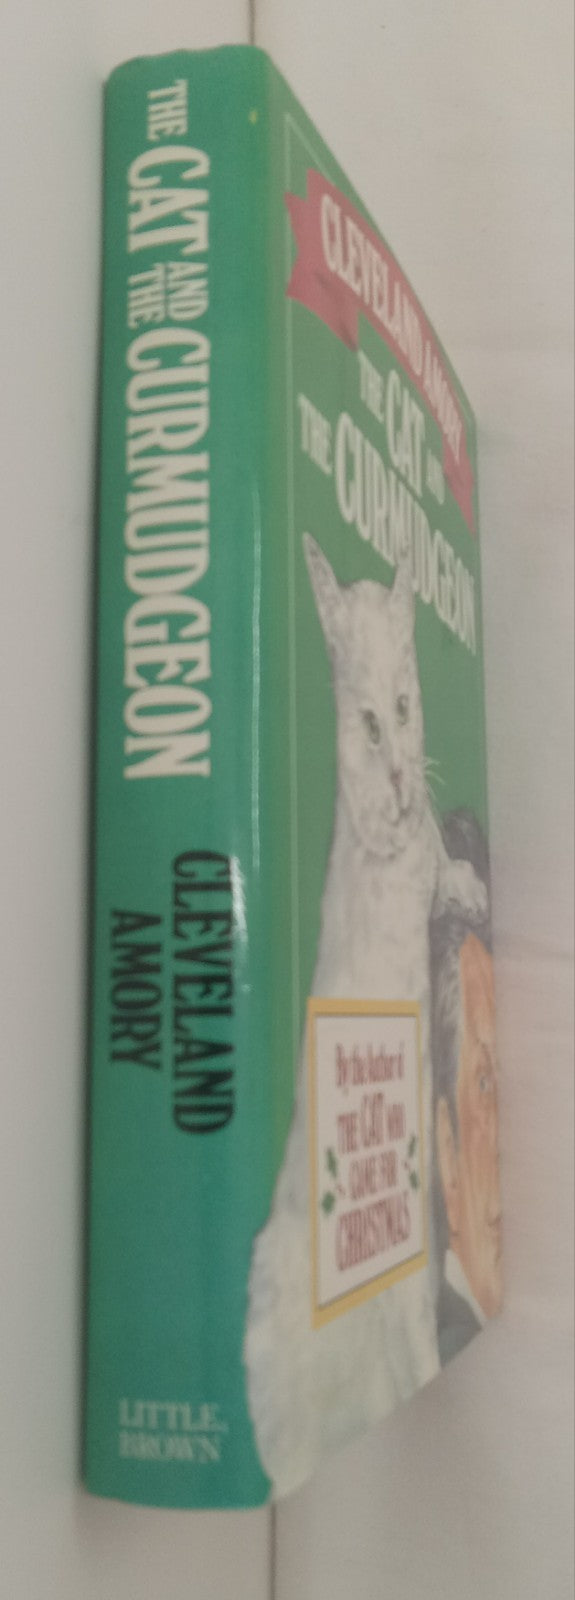 THE CAT AND THE CURMUDGEON
CLEVELAND
AMORY
LITTLE,
BROWN
CLEVELAND AMORY
THE CAT AND
THE CURMUDGEON
By the Author of
THE CAT WHO
CAME FOR
CHRISTMAS